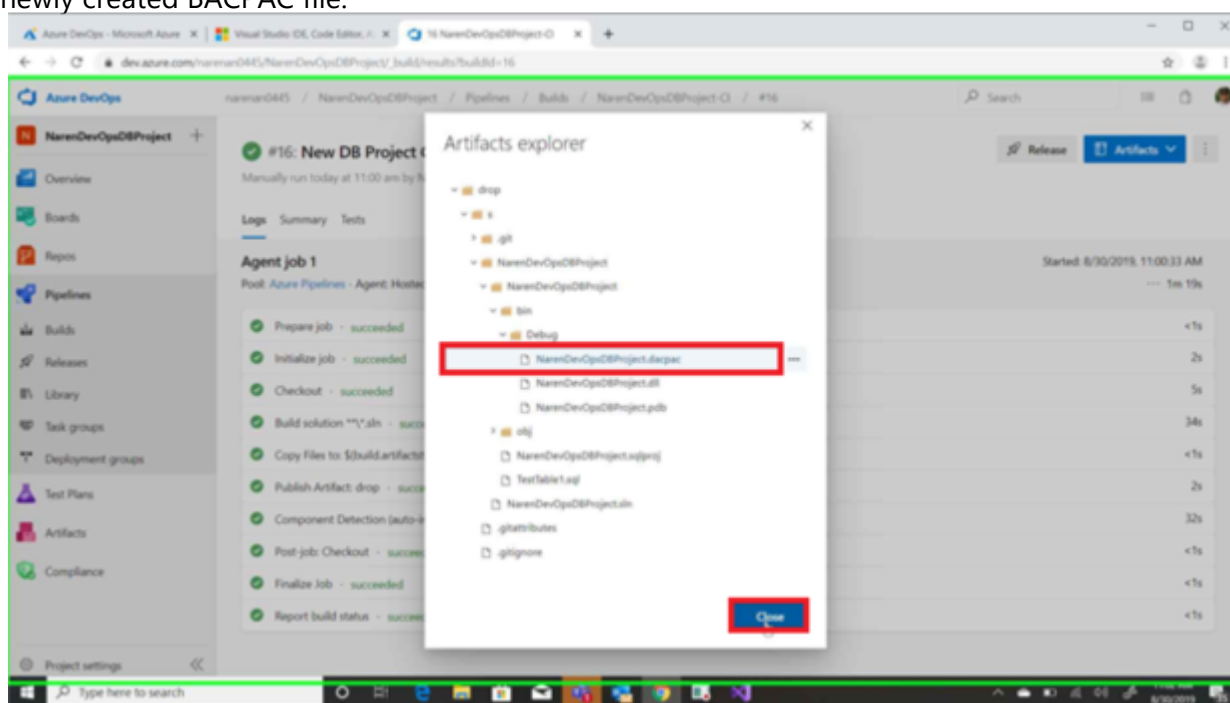 newly created BACPAC file.
Azure DevOps - Microsoft Azure
Visual Studio IDE, Code Editor, A
16 NarenDevOpsDBProject-CI
dev.azure.com/narenan0445/NarenDevOpsDBProject/_build/results?buildId=16
Azure DevOps
narenan0445 / NarenDevOpsDBProject / Pipelines / Builds / NarenDevOpsDBProject-CI / #16
Search
N NarenDevOpsDBProject
Overview
Boards
Repos
Pipelines
Builds
Releases
Library
Task groups
Deployment groups
Test Plans
Artifacts
Compliance
Project settings
#16: New DB Project
Manually run today at 11:00 am by
Release
Artifacts
Logs Summary Tests
Agent job 1
Started: 8/30/2019, 11:00:33 AM
Pool: Azure Pipelines · Agent: Hosted
1m 19s
Prepare job · succeeded
<1s
Initialize job · succeeded
2s
Checkout · succeeded
5s
Build solution **\*.sln
34s
Copy Files to: $(build.artifacts
<1s
Publish Artifact: drop
2s
Component Detection (auto-
32s
Post-job: Checkout
<1s
Finalize Job · succeeded
<1s
Report build status
<1s
Artifacts explorer
drop
s
.git
NarenDevOpsDBProject
NarenDevOpsDBProject
bin
Debug
NarenDevOpsDBProject.dacpac
NarenDevOpsDBProject.dll
NarenDevOpsDBProject.pdb
obj
NarenDevOpsDBProject.sqlproj
TestTable1.sql
NarenDevOpsDBProject.sln
.gitattributes
.gitignore
Close
Type here to search
8/30/2019